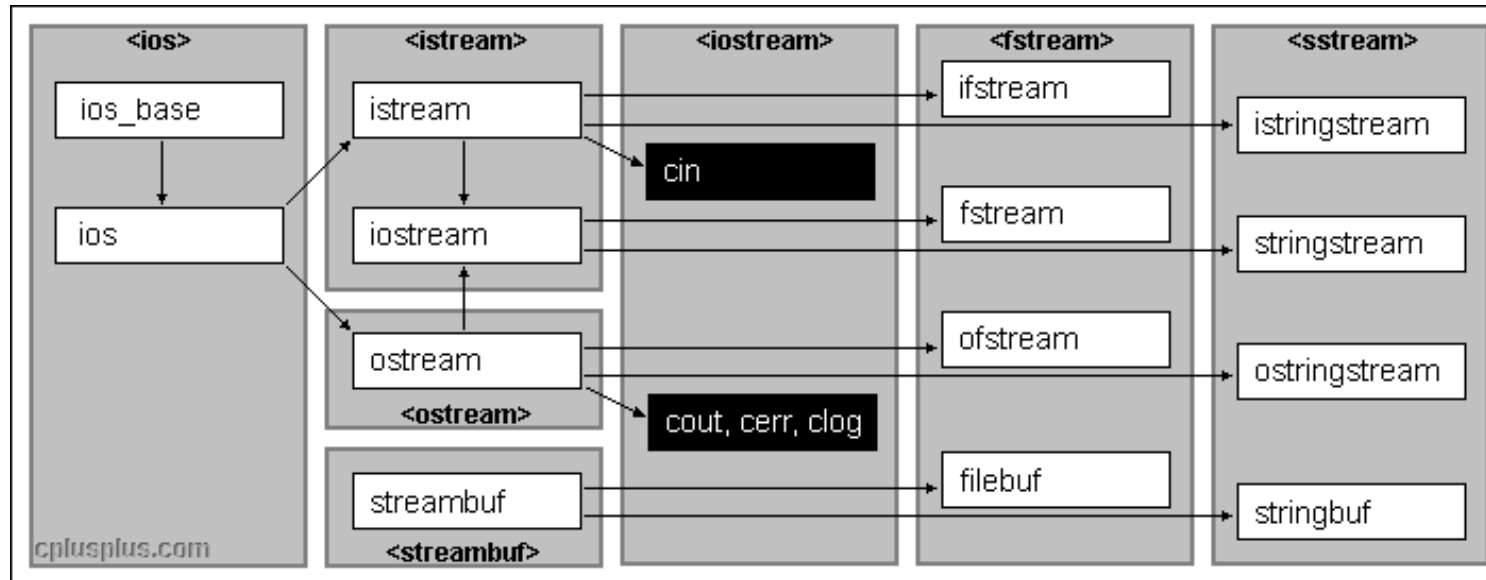 <ios>
ios_base
ios
cplusplus.com
<istream>
istream
iostream
ostream
<ostream>
streambuf
<streambuf>
<iostream>
cin
cout, cerr, clog
<fstream>
ifstream
fstream
ofstream
filebuf
<sstream>
istringstream
stringstream
ostringstream
stringbuf